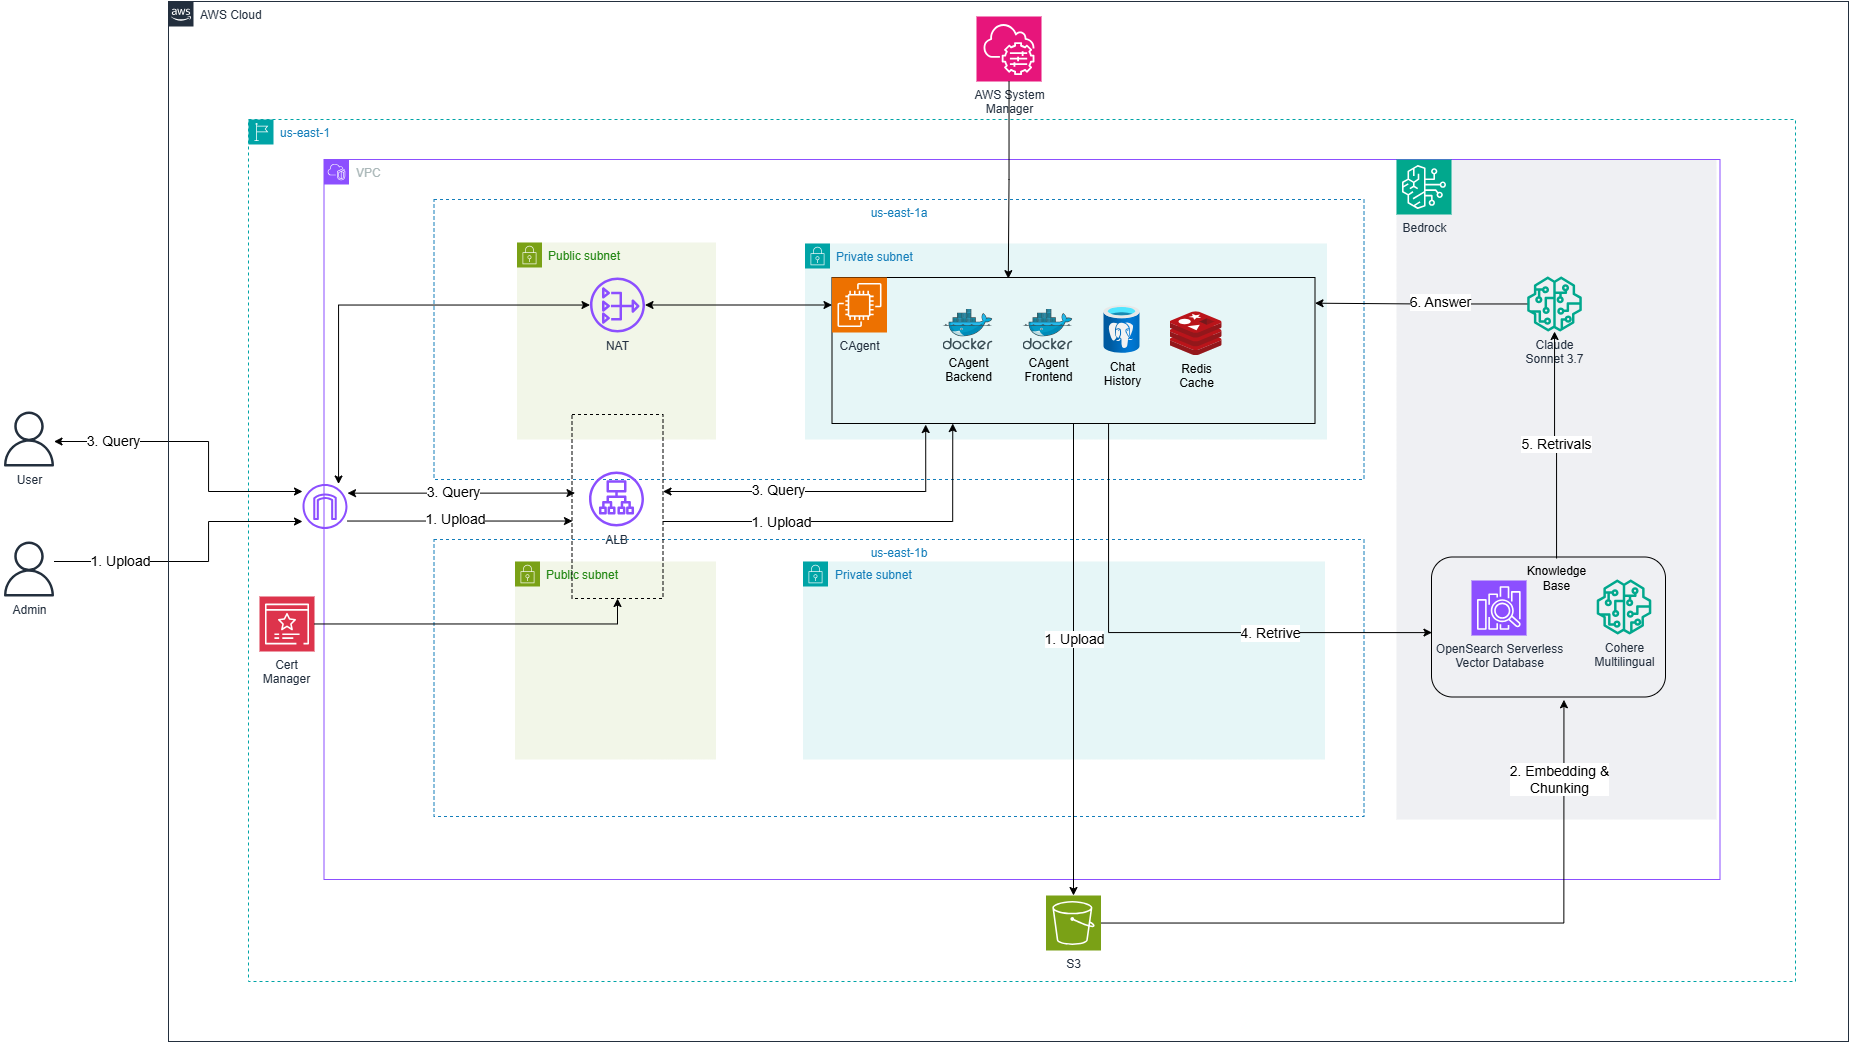 aws
AWS Cloud
AWS System
Manager
us-east-1
VPC
Bedrock
us-east-1a
Public subnet
Private subnet
NAT
CAgent
docker
CAgent
Backend
docker
CAgent
Frontend
Chat
History
Redis
Cache
6. Answer
Claude
Sonnet 3.7
3. Query
User
5. Retrivals
3. Query
3. Query
1. Upload
1. Upload
ALB
1. Upload
Admin
us-east-1b
Public subnet
Private subnet
Knowledge
Base
Cert
Manager
1. Upload
4. Retrive
OpenSearch Serverless
Vector Database
Cohere
Multilingual
2. Embedding &
Chunking
S3